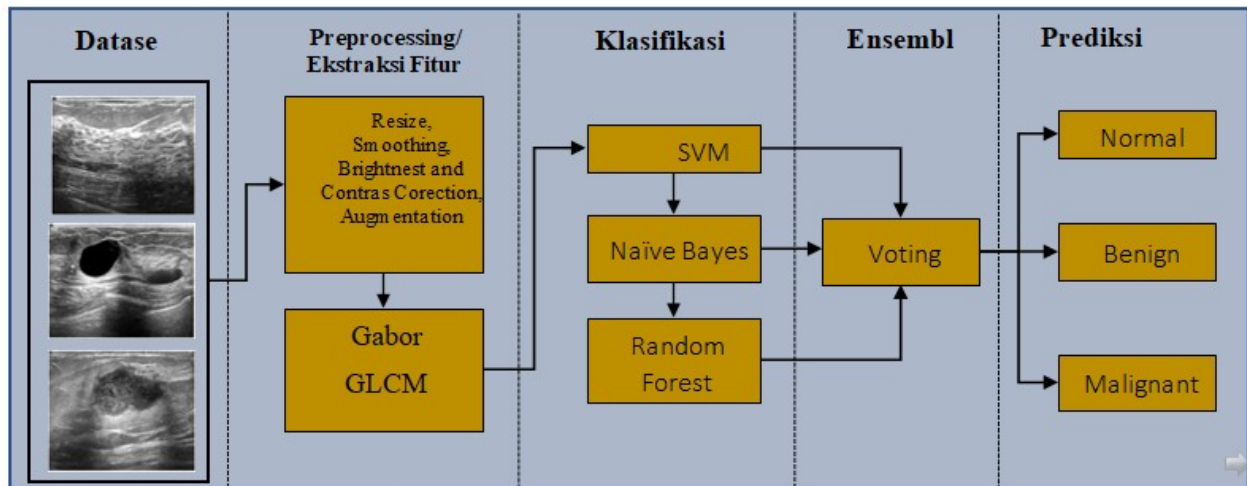 Datase
Preprocessing/
Ekstraksi Fitur
Klasifikasi
Ensembl
Prediksi
Resize,
Smoothing,
Brightnest and
Contras Corection,
Augmentation
Gabor
GLCM
SVM
Naïve Bayes
Random
Forest
Voting
Normal
Benign
Malignant